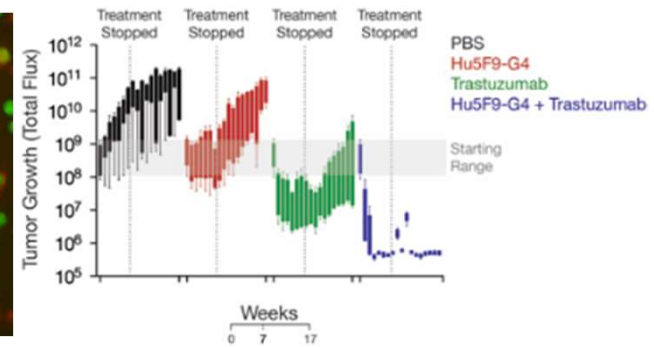 Treatment Stopped
Treatment Stopped
Treatment Stopped
Treatment Stopped
Tumor Growth (Total Flux)
10¹²
10¹¹
10¹⁰
10⁹
10⁸
10⁷
10⁶
10⁵
PBS
Hu5F9-G4
Trastuzumab
Hu5F9-G4 + Trastuzumab
Starting
Range
Weeks
0 7 17